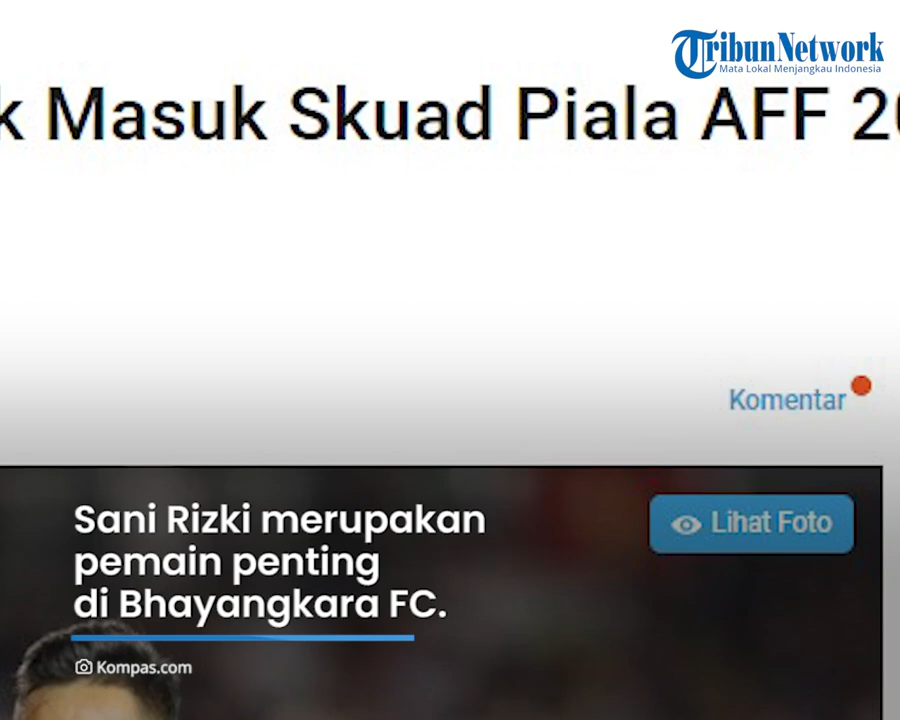 TribunNetwork
Mata Lokal Menjangkau Indonesia
k Masuk Skuad Piala AFF 20
Komentar
Lihat Foto
Sani Rizki merupakan
pemain penting
di Bhayangkara FC.
Kompas.com